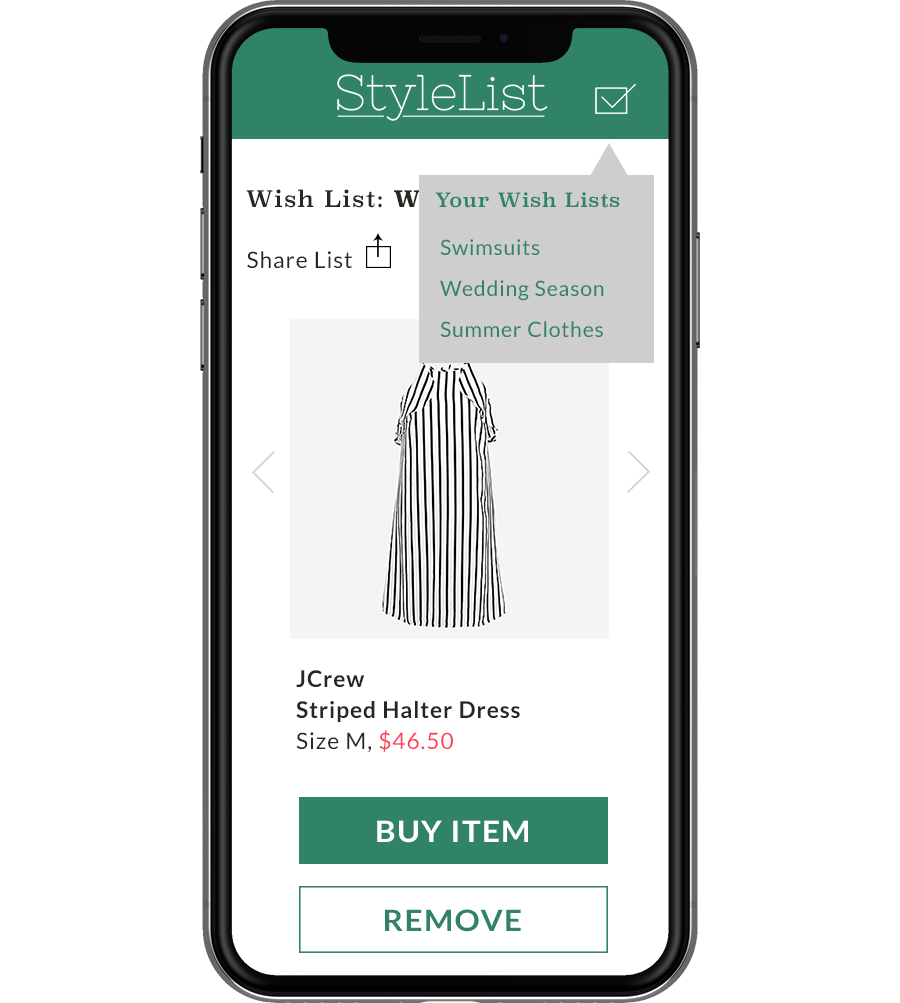 StyleList
Wish List: W
Your Wish Lists
Share List
Swimsuits
Wedding Season
Summer Clothes
JCrew
Striped Halter Dress
Size M, $46.50
BUY ITEM
REMOVE